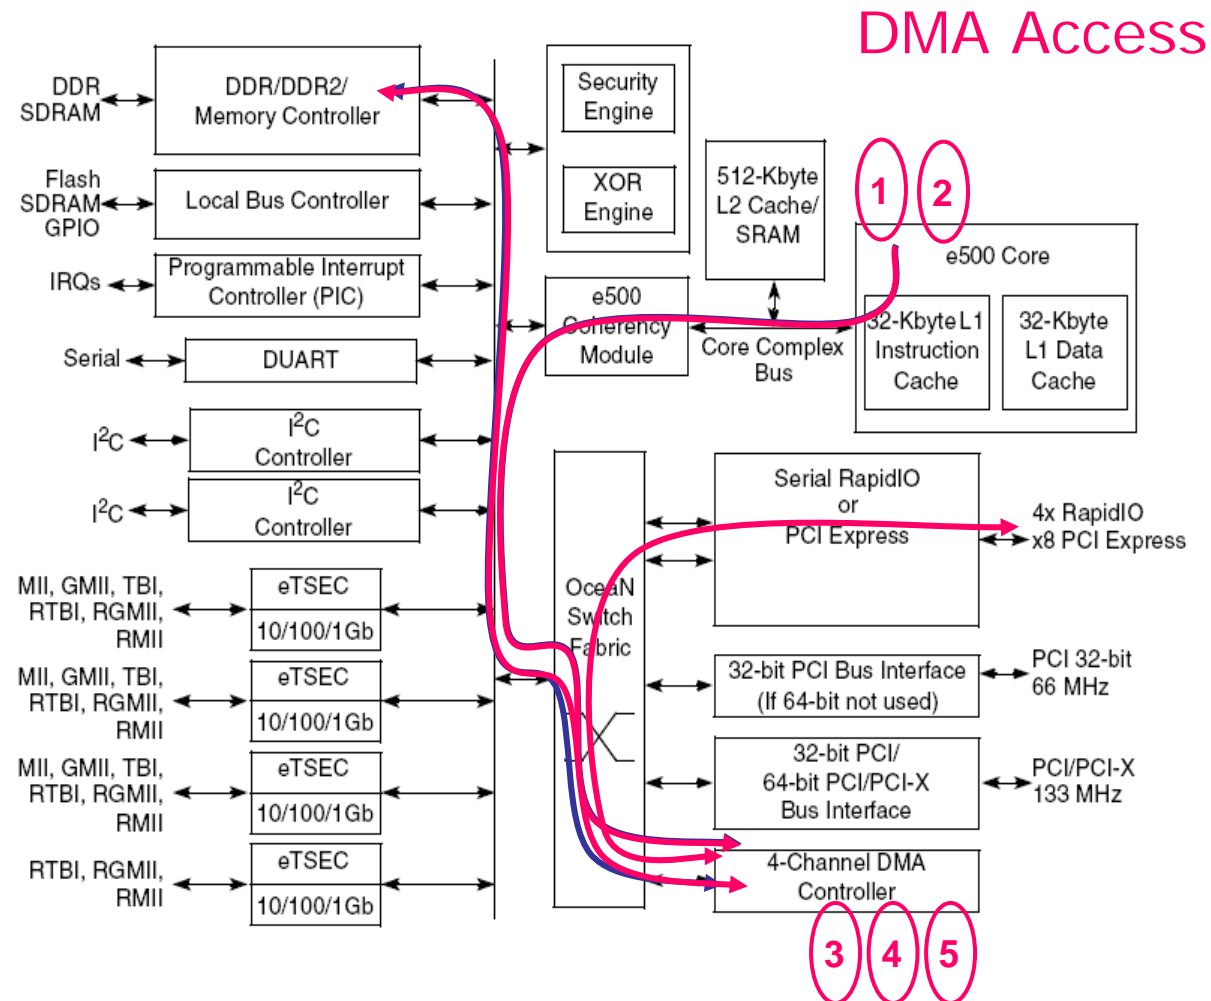 DMA Access
DDR
SDRAM
DDR/DDR2/
Memory Controller
Security
Engine
XOR
Engine
Flash
SDRAM
GPIO
Local Bus Controller
512-Kbyte
L2 Cache/
SRAM
1
2
e500 Core
32-Kbyte L1
Instruction
Cache
32-Kbyte
L1 Data
Cache
IRQs
Programmable Interrupt
Controller (PIC)
e500
Coherency
Module
Core Complex
Bus
Serial
DUART
I2C
I2C
Controller
I2C
I2C
Controller
OceaN
Switch
Fabric
Serial RapidIO
or
PCI Express
4x RapidIO
x8 PCI Express
MII, GMII, TBI,
RTBI, RGMII,
RMII
eTSEC
10/100/1Gb
MII, GMII, TBI,
RTBI, RGMII,
RMII
eTSEC
10/100/1Gb
32-bit PCI Bus Interface
(If 64-bit not used)
PCI 32-bit
66 MHz
MII, GMII, TBI,
RTBI, RGMII,
RMII
eTSEC
10/100/1Gb
32-bit PCI/
64-bit PCI/PCI-X
Bus Interface
PCI/PCI-X
133 MHz
RTBI, RGMII,
RMII
eTSEC
10/100/1Gb
4-Channel DMA
Controller
3
4
5